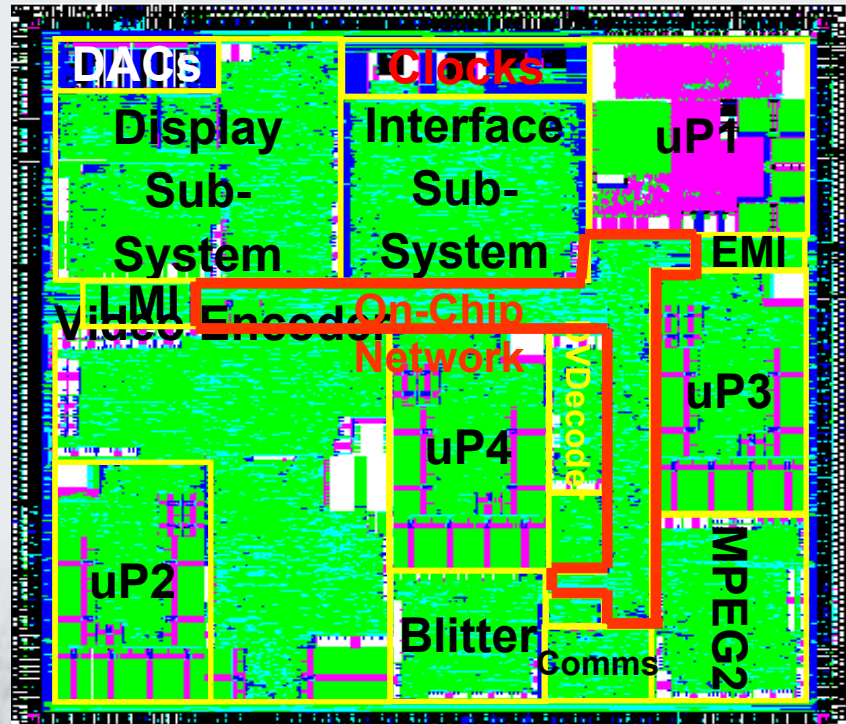 DACs
Clocks
Display
Sub-
System
Interface
Sub-
System
uP1
EMI
LMI
Video Encoder
On-Chip
Network
VDecoder
uP3
uP4
uP2
MPEG2
Blitter
Comms